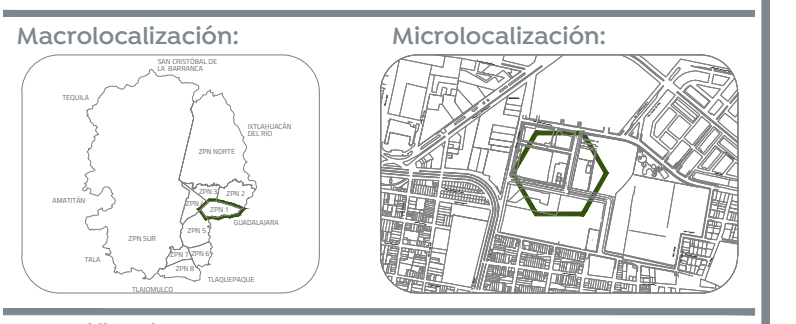 Macrolocalización:
Microlocalización:
SAN CRISTÓBAL DE
LA BARRANCA
TEQUILA
IXTLAHUACÁN
DEL RÍO
ZPN NORTE
AMATITÁN
ZPN 3
ZPN 2
ZPN 1
GUADALAJARA
ZPN 5
ZPN SUR
TALA
ZPN 7
ZPN 6
ZPN 8
TLAQUEPAQUE
TLAJOMULCO